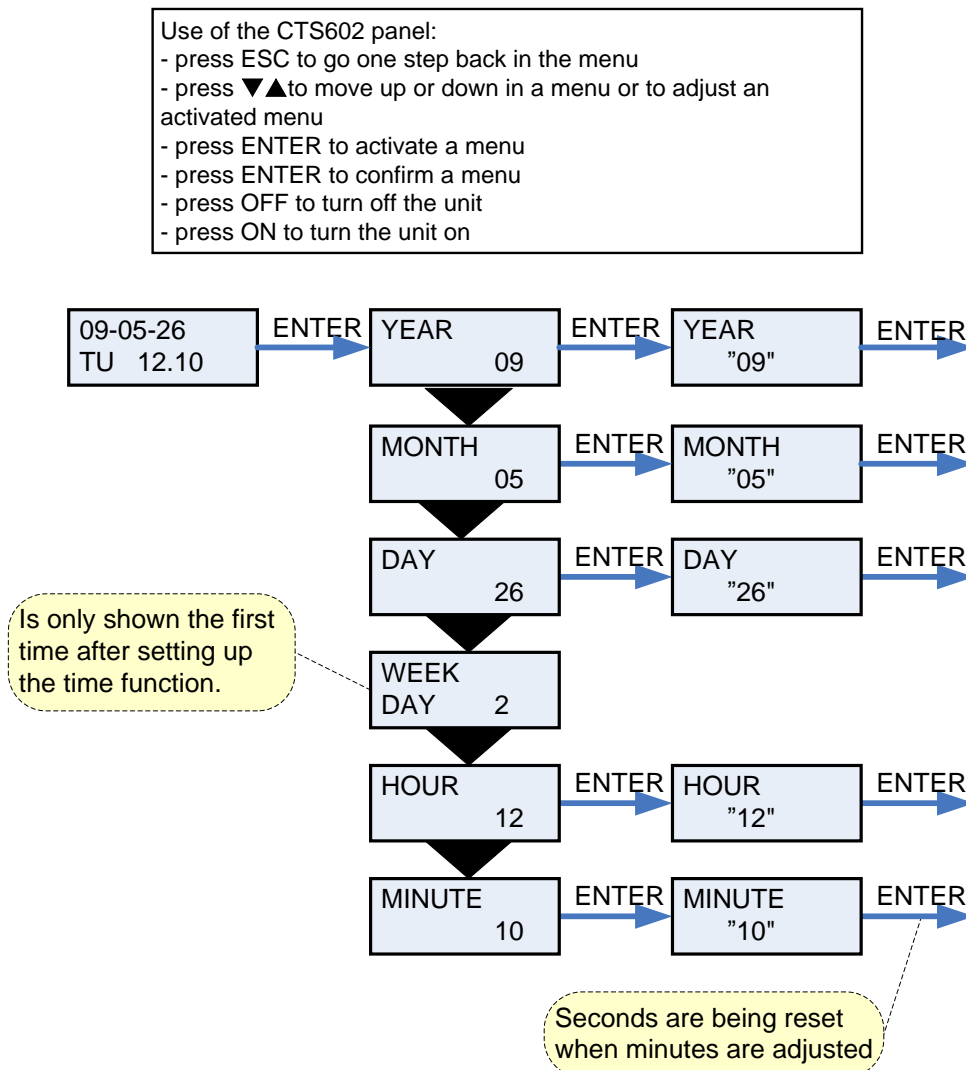 Use of the CTS602 panel:
- press ESC to go one step back in the menu
- press ▼▲to move up or down in a menu or to adjust an
activated menu
- press ENTER to activate a menu
- press ENTER to confirm a menu
- press OFF to turn off the unit
- press ON to turn the unit on
09-05-26
TU 12.10
ENTER
YEAR
09
ENTER
YEAR
"09"
ENTER
MONTH
05
ENTER
MONTH
"05"
ENTER
DAY
26
ENTER
DAY
"26"
ENTER
Is only shown the first
time after setting up
the time function.
WEEK
DAY 2
HOUR
12
ENTER
HOUR
"12"
ENTER
MINUTE
10
ENTER
MINUTE
"10"
ENTER
Seconds are being reset
when minutes are adjusted